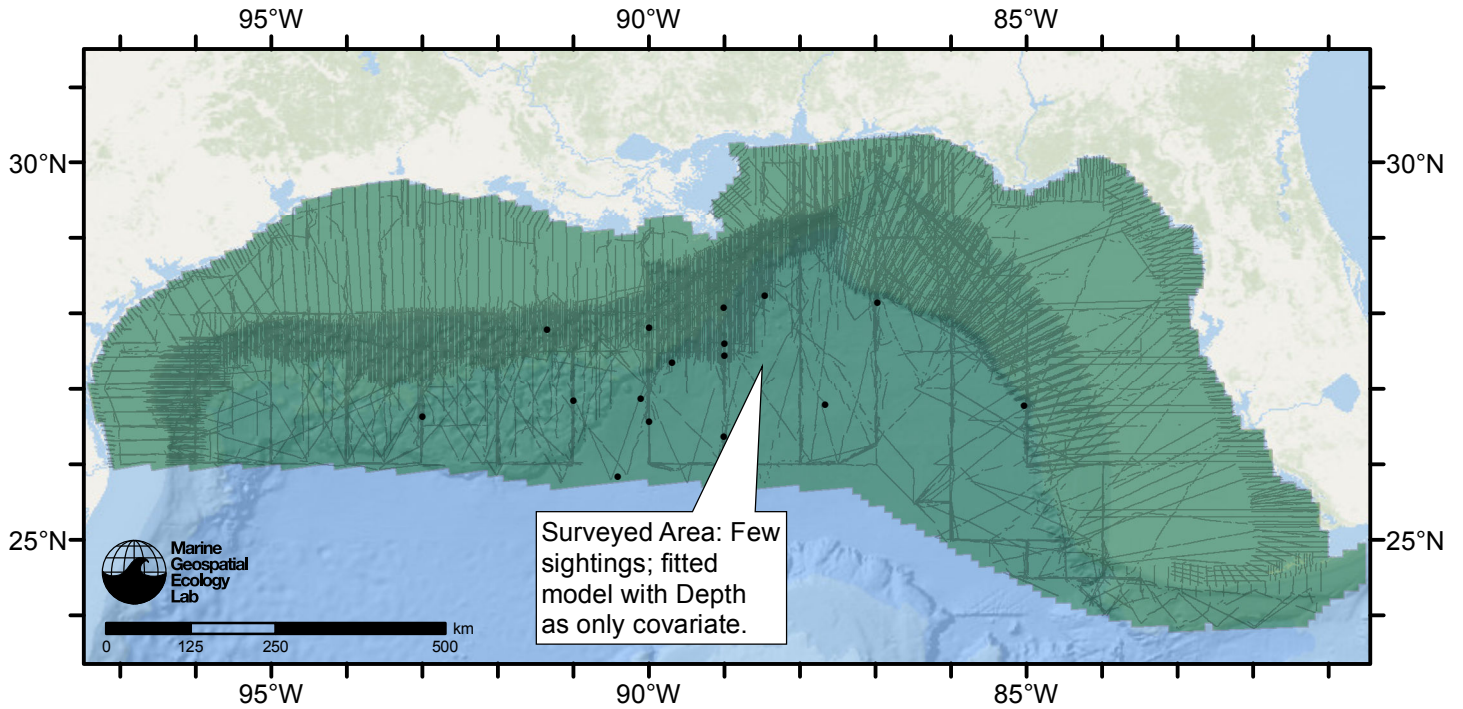 95°W
90°W
85°W
30°N
30°N
25°N
25°N
Surveyed Area: Few
sightings; fitted
model with Depth
as only covariate.
Marine
Geospatial
Ecology
Lab
km
0
125
250
500
95°W
90°W
85°W